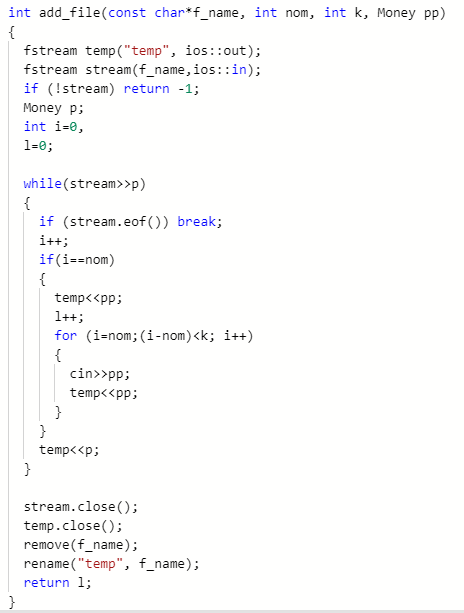 int add_file(const char*f_name, int nom, int k, Money pp)
{
fstream temp("temp", ios::out);
fstream stream(f_name,ios::in);
if (!stream) return -1;
Money p;
int i=0,
l=0;
while(stream>>p)
{
if (stream.eof()) break;
i++;
if(i==nom)
{
temp<<pp;
l++;
for (i=nom;(i-nom)<k; i++)
{
cin>>pp;
temp<<pp;
}
}
temp<<p;
}
stream.close();
temp.close();
remove(f_name);
rename("temp", f_name);
return l;
}